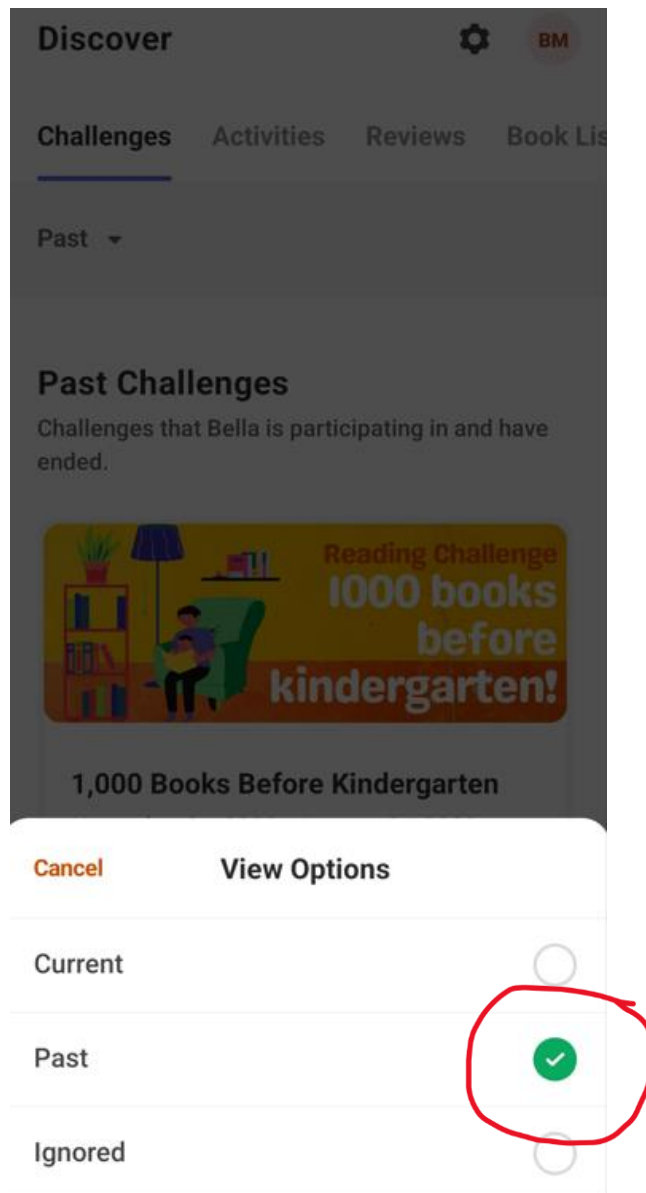 Discover
BM
Challenges Activities Reviews Book Lis
Past
Past Challenges
Challenges that Bella is participating in and have
ended.
Reading Challenge
1000 books
before
kindergarten!
1,000 Books Before Kindergarten
Cancel View Options
Current
Past
Ignored